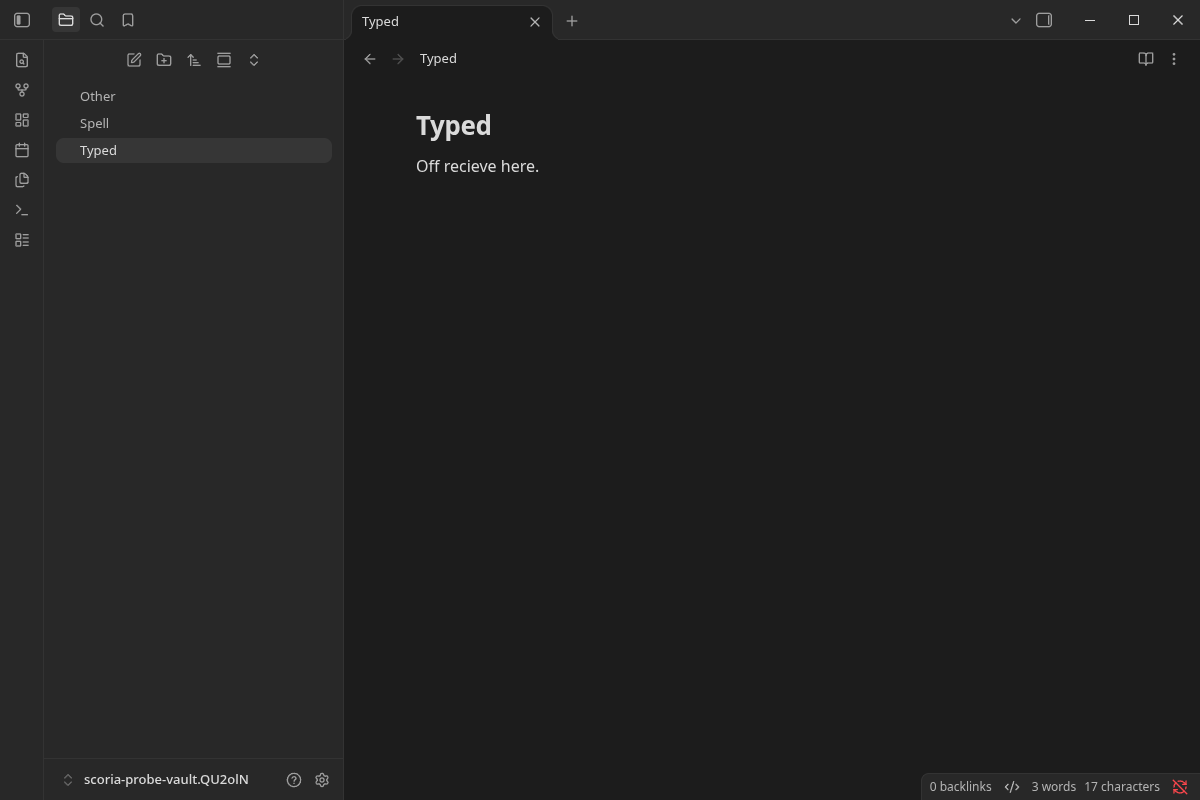 Typed
Typed
Other
Spell
Typed
Typed
Off recieve here.
scoria-probe-vault.QU2olN
0 backlinks
3 words
17 characters